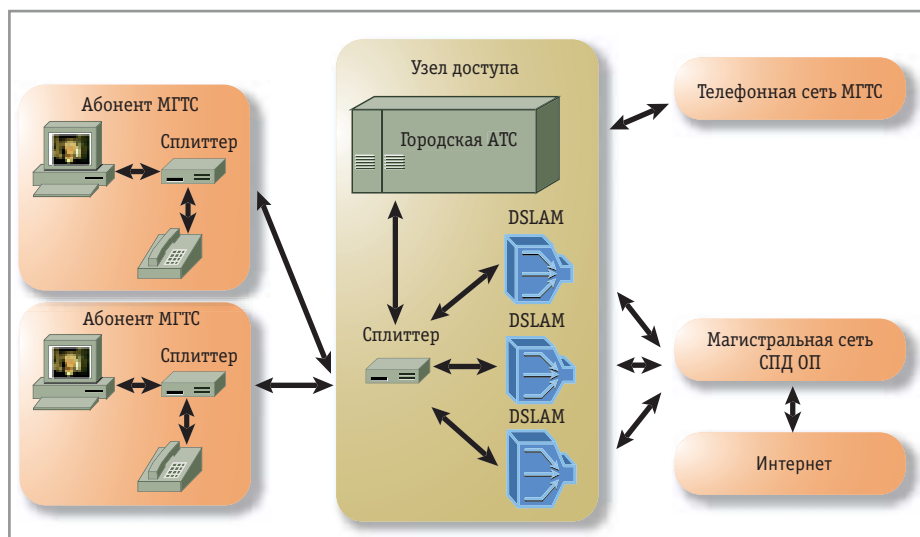 Абонент МГТС
Сплиттер
Абонент МГТС
Сплиттер
Узел доступа
Городская АТС
DSLAM
Сплиттер
DSLAM
DSLAM
Телефонная сеть МГТС
Магистральная сеть
СПД ОП
Интернет